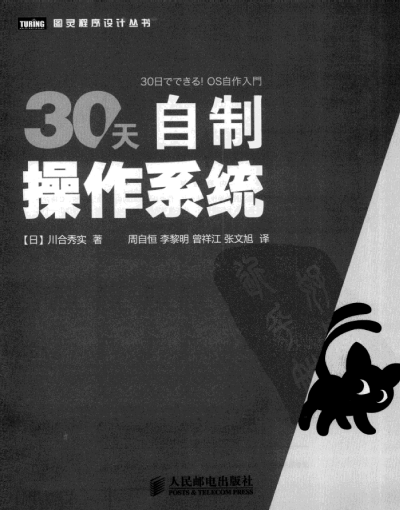 TURING 图灵程序设计丛书
30日でできる! OS自作入門
30天 自制
操作系统
【日】川合秀实 著 周自恒 李黎明 曾祥江 张文旭 译
人民邮电出版社
POSTS & TELECOM PRESS